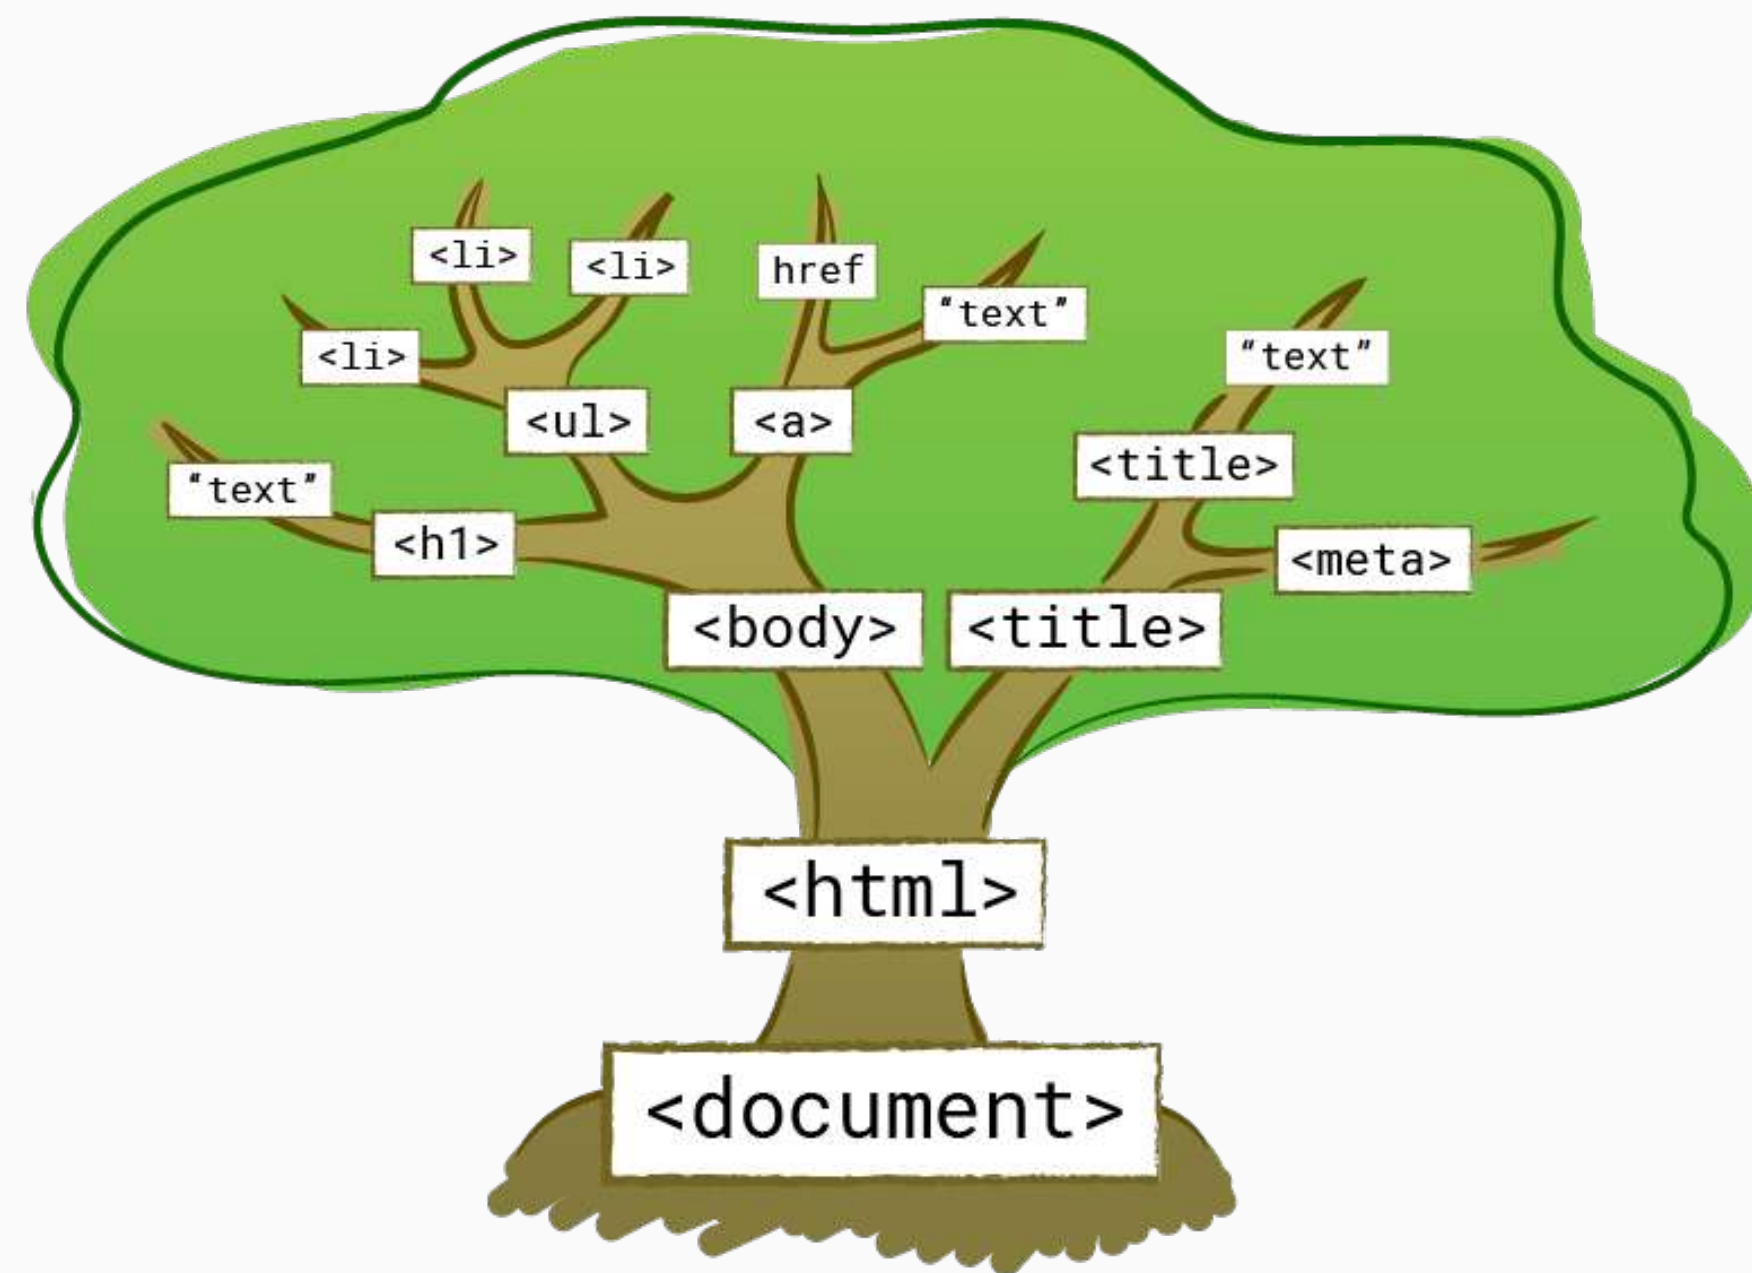 <li>
<li>
href
“text”
<li>
“text”
<ul>
<a>
<title>
“text”
<h1>
<meta>
<body>
<title>
<html>
<document>